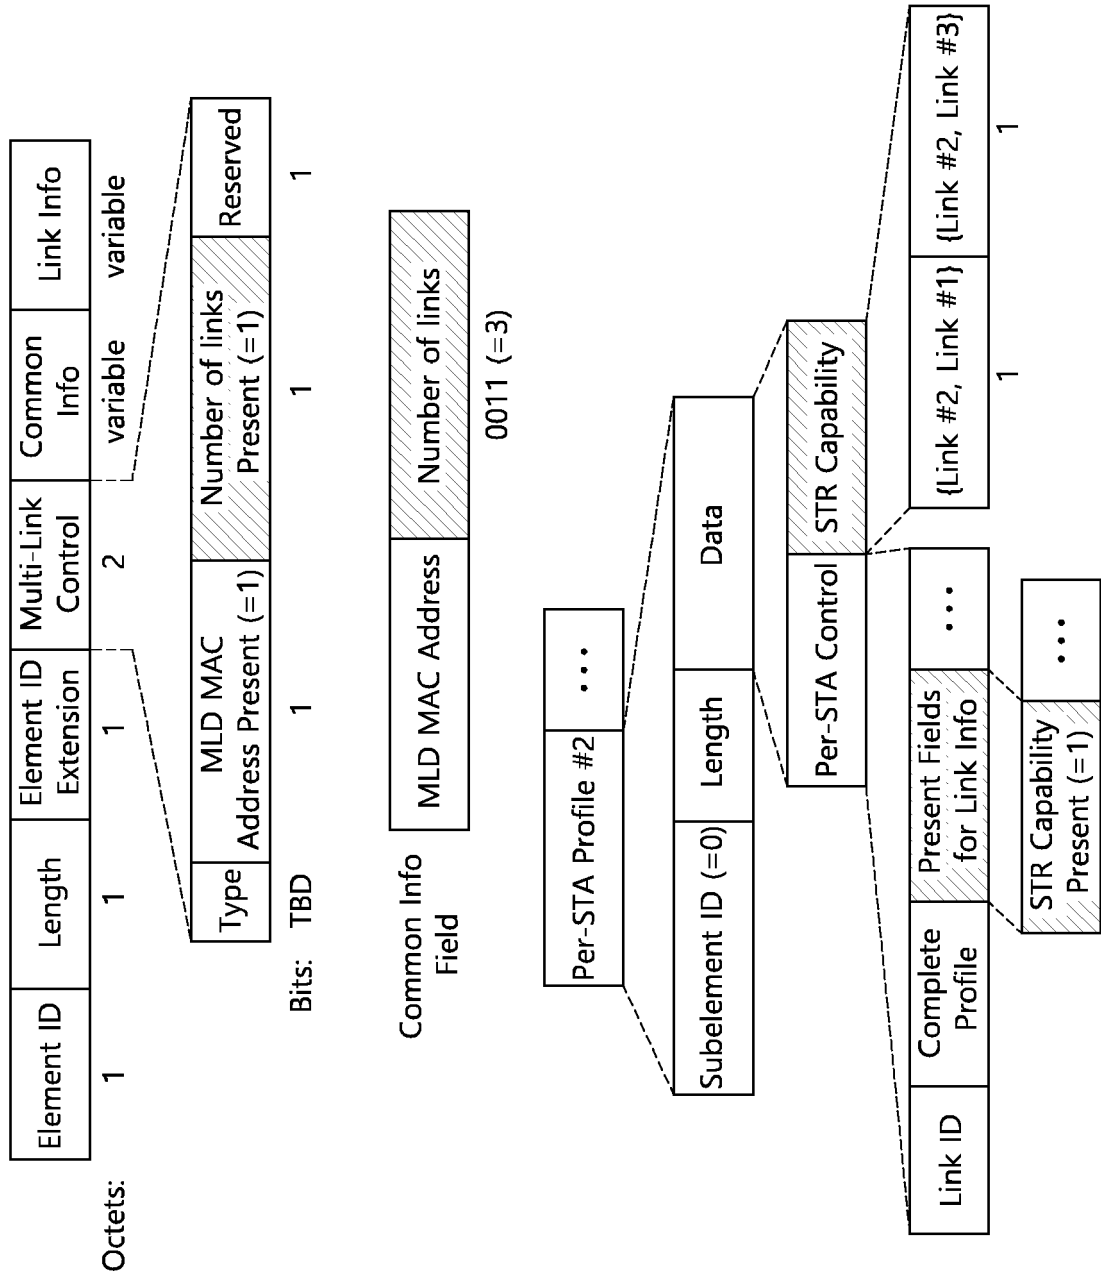 Element ID
Length
Element ID
Extension
Multi-Link
Control
Common
Info
Link Info
Octets:
1
1
1
2
variable
variable
Type
MLD MAC
Address Present (=1)
Number of links
Present (=1)
Reserved
Bits:
TBD
1
1
1
Common Info
Field
MLD MAC Address
Number of links
0011 (=3)
Per-STA Profile #2
•••
Subelement ID (=0)
Length
Data
Per-STA Control
STR Capability
Link ID
Complete
Profile
Present Fields
for Link Info
•••
{Link #2, Link #1}
{Link #2, Link #3}
1
1
STR Capability
Present (=1)
•••